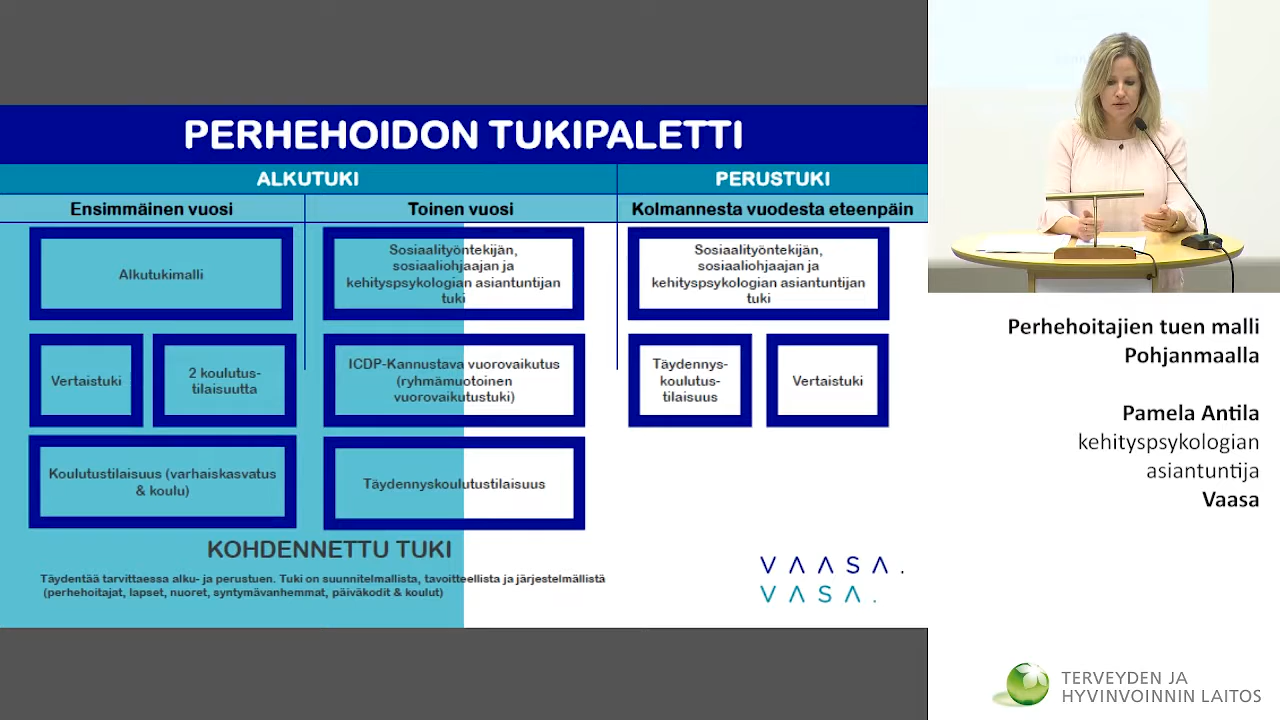 PERHEHOIDON TUKIPALETTI
ALKUTUKI
PERUSTUKI
Ensimmäinen vuosi
Toinen vuosi
Kolmannesta vuodesta eteenpäin
Alkutukimalli
Sosiaalityöntekijän,
sosiaaliohjaajan ja
kehityspsykologian asiantuntijan
tuki
Sosiaalityöntekijän,
sosiaaliohjaajan ja
kehityspsykologian asiantuntijan
tuki
Vertaistuki
2 koulutus-
tilaisuutta
ICDP-Kannustava vuorovaikutus
(ryhmämuotoinen
vuorovaikutustuki)
Täydennys-
koulutus-
tilaisuus
Vertaistuki
Koulutustilaisuus (varhaiskasvatus
& koulu)
Täydennyskoulutustilaisuus
KOHDENNETTU TUKI
Täydentää tarvittaessa alku- ja perustuen. Tuki on suunnitelmallista, tavoitteellista ja järjestelmällistä
(perhehoitajat, lapset, nuoret, syntymävanhemmat, päiväkodit & koulut)
VAASA.
VASA.
Perhehoitajien tuen malli
Pohjanmaalla
Pamela Antila
kehityspsykologian
asiantuntija
Vaasa
TERVEYDEN JA
HYVINVOINNIN LAITOS